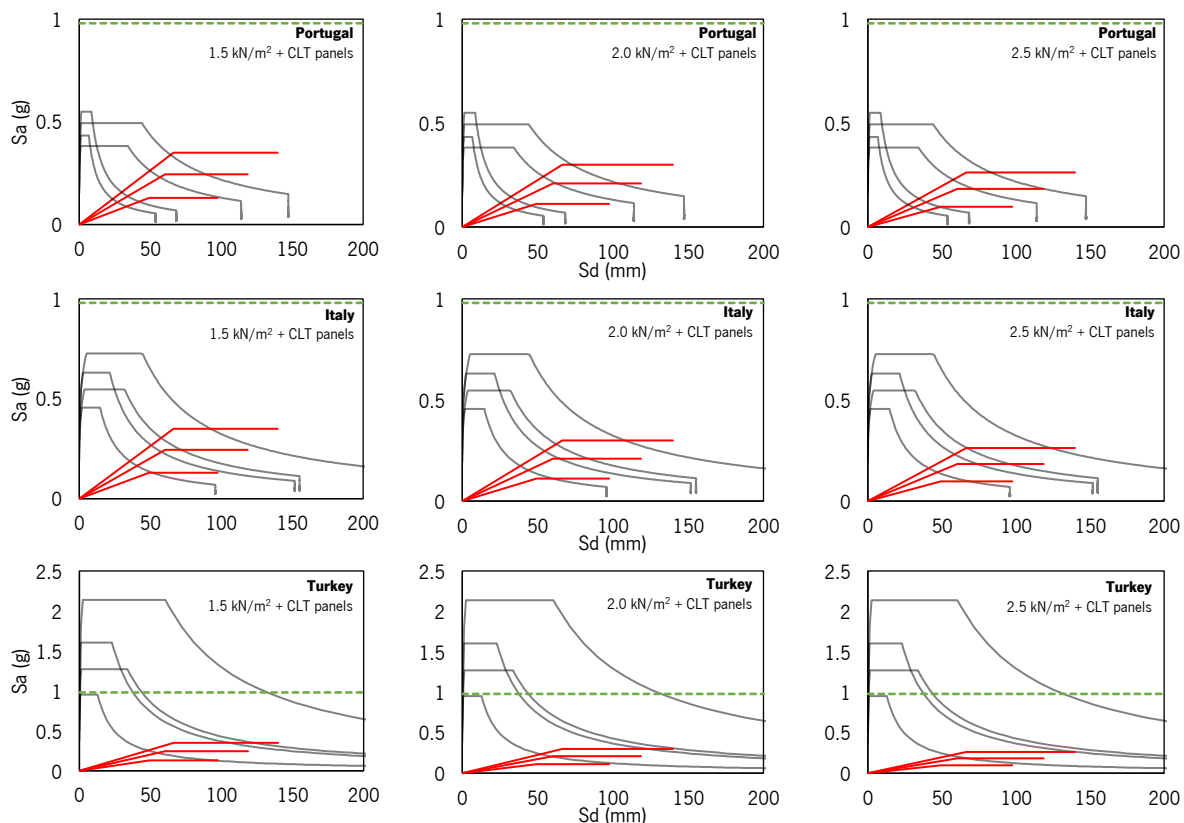 Portugal
1.5 kN/m² + CLT panels
Sa (g)
1
0.5
0
0 50 100 150 200
Portugal
2.0 kN/m² + CLT panels
1
0.5
0
0 50 100 150 200
Sd (mm)
Portugal
2.5 kN/m² + CLT panels
1
0.5
0
0 50 100 150 200
Italy
1.5 kN/m² + CLT panels
Sa (g)
1
0.5
0
0 50 100 150 200
Italy
2.0 kN/m² + CLT panels
1
0.5
0
0 50 100 150 200
Sd (mm)
Italy
2.5 kN/m² + CLT panels
1
0.5
0
0 50 100 150 200
Turkey
1.5 kN/m² + CLT panels
Sa (g)
2.5
2
1.5
1
0.5
0
0 50 100 150 200
Turkey
2.0 kN/m² + CLT panels
2.5
2
1.5
1
0.5
0
0 50 100 150 200
Sd (mm)
Turkey
2.5 kN/m² + CLT panels
2.5
2
1.5
1
0.5
0
0 50 100 150 200